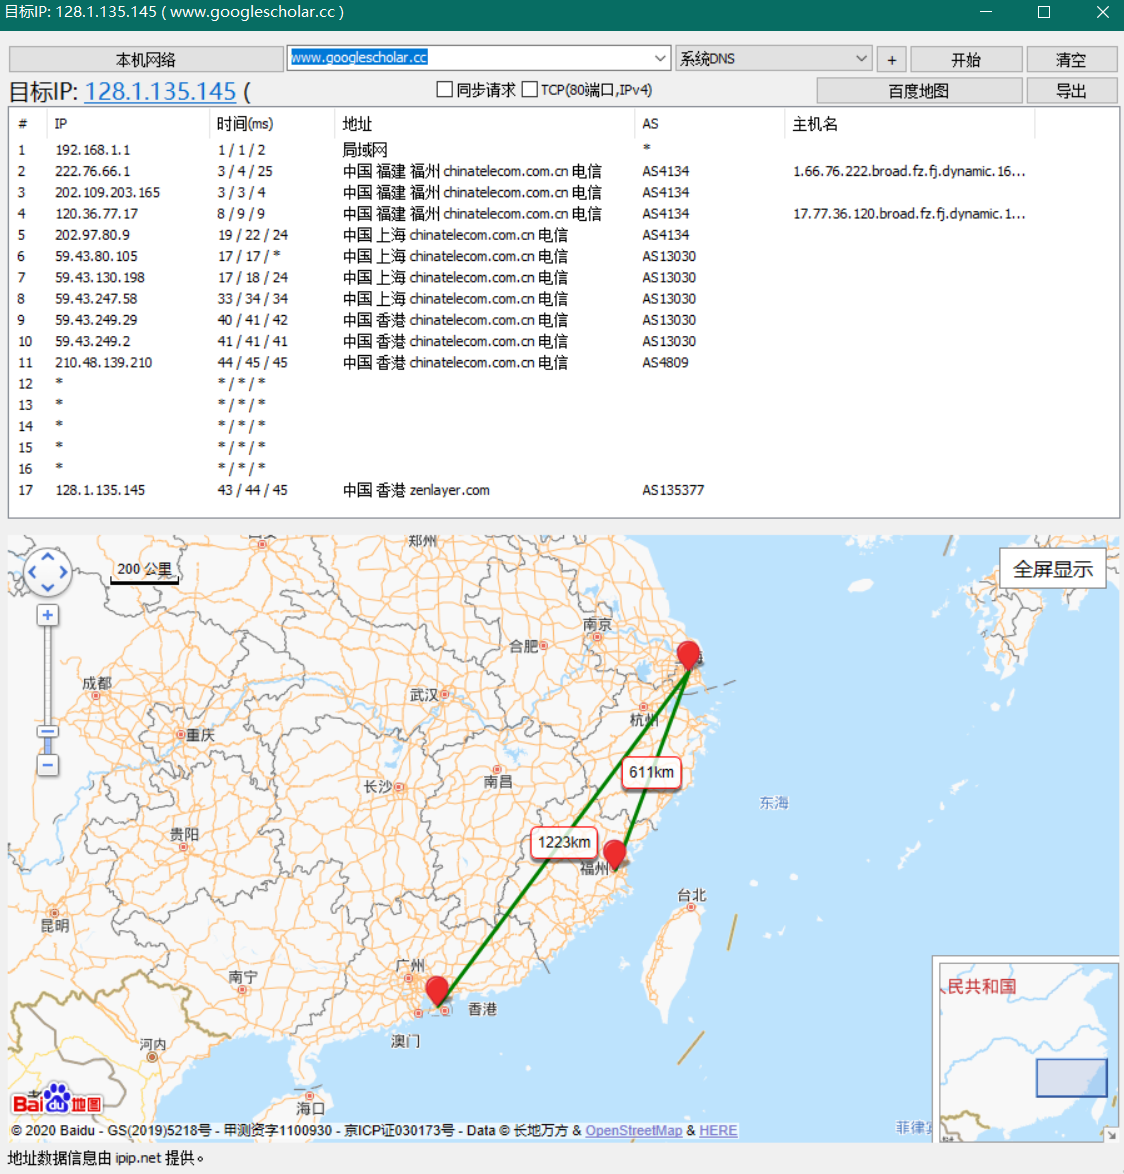 目标IP: 128.1.135.145 ( www.googlescholar.cc )
本机网络 www.googlescholar.cc 系统DNS + 开始 清空
目标IP: 128.1.135.145 ( 同步请求 TCP(80端口,IPv4) 百度地图 导出
# IP 时间(ms) 地址 AS 主机名
1 192.168.1.1 1 / 1 / 2 局域网 *
2 222.76.66.1 3 / 4 / 25 中国 福建 福州 chinatelecom.com.cn 电信 AS4134 1.66.76.222.broad.fz.fj.dynamic.16...
3 202.109.203.165 3 / 3 / 4 中国 福建 福州 chinatelecom.com.cn 电信 AS4134
4 120.36.77.17 8 / 9 / 9 中国 福建 福州 chinatelecom.com.cn 电信 AS4134 17.77.36.120.broad.fz.fj.dynamic.1...
5 202.97.80.9 19 / 22 / 24 中国 上海 chinatelecom.com.cn 电信 AS4134
6 59.43.80.105 17 / 17 / * 中国 上海 chinatelecom.com.cn 电信 AS13030
7 59.43.130.198 17 / 18 / 24 中国 上海 chinatelecom.com.cn 电信 AS13030
8 59.43.247.58 33 / 34 / 34 中国 上海 chinatelecom.com.cn 电信 AS13030
9 59.43.249.29 40 / 41 / 42 中国 香港 chinatelecom.com.cn 电信 AS13030
10 59.43.249.2 41 / 41 / 41 中国 香港 chinatelecom.com.cn 电信 AS13030
11 210.48.139.210 44 / 45 / 45 中国 香港 chinatelecom.com.cn 电信 AS4809
12 * * / * / *
13 * * / * / *
14 * * / * / *
15 * * / * / *
16 * * / * / *
17 128.1.135.145 43 / 44 / 45 中国 香港 zenlayer.com AS135377
郑州
200 公里 全屏显示
南京
合肥
成都
武汉
杭州
重庆
611km
南昌
长沙
东海
贵阳
1223km
福州
台北
昆明
广州
南宁
人民共和国
香港
澳门
河内
Bai du 地图
海口
© 2020 Baidu - GS(2019)5218号 - 甲测资字1100930 - 京ICP证030173号 - Data © 长地万方 & OpenStreetMap & HERE
菲律宾
地址数据信息由 ipip.net 提供。